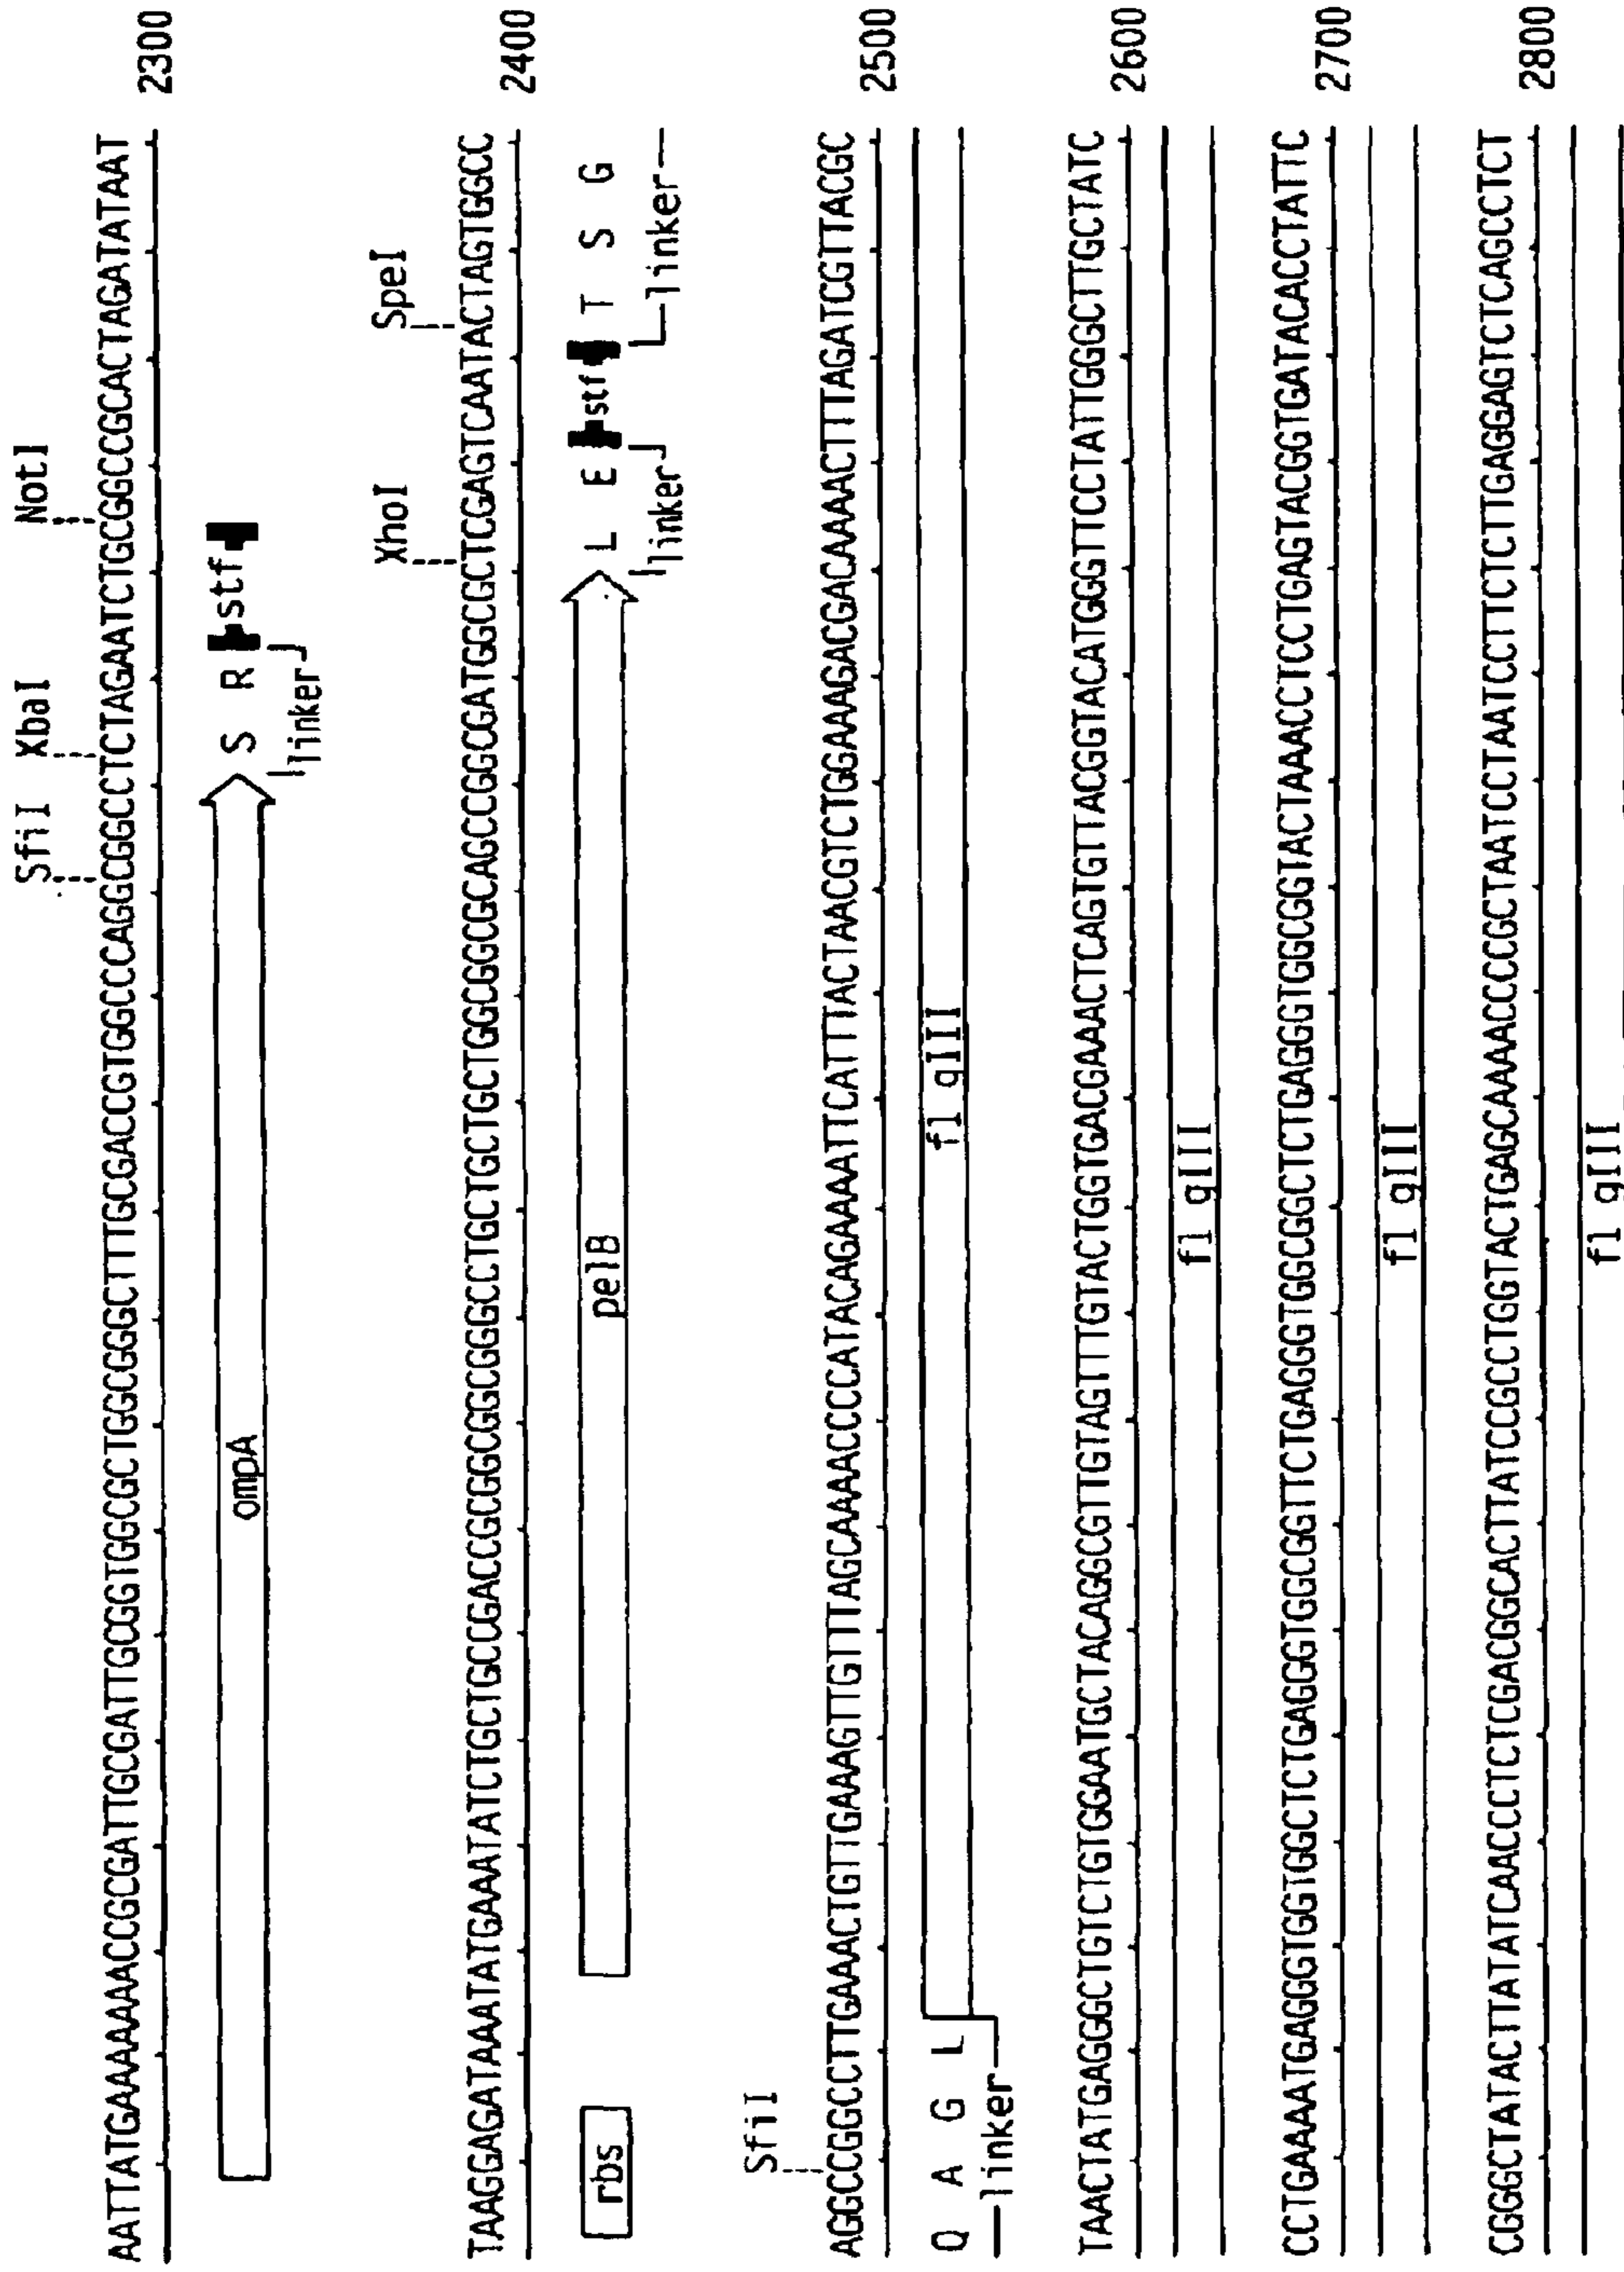 SfiI XbaI NotI
AATTATGAAAAAAACCGCGATTGCGATTGCGATTGCGGTGGCGCTGGCGGGCTTTGCGACCGTGGCCCAGGCGGCCTCTAGAATCTGCGGCCGCACTAGATATAAT 2300
ompA S R stf
linker
XhoI SpeI
TAAGGAGATAAATATGAAATATCTGCTGCCGACCGCGGCGGCGGGCCTGCTGCTGCTGGCGGCGCAGCCGGCGATGGCGCTCGAGTCAATACTAGTGGCC 2400
rbs pelB L E stf T S G
linker linker
SfiI
AGGCCGGCCTTGAAACTGTTGAAAGTTGTTTAGCAAAACCCCATACAGAAAATTCATTTACTAACGTCTGGAAAGACGACAAAACTTTAGATCGTTACGC 2500
Q A G L f1 gIII
linker
TAACTATGAGGGCTGTCTGTGGAATGCTACAGGCGTTGTAGTTTGTACTGGTGACGAAACTCAGTGTTACGGTACATGGGTTCCTATTGGGCTTGCTATC 2600
f1 gIII
CCTGAAAATGAGGGTGGTGGCTCTGAGGGTGGCGGTTCTGAGGGTGGCGGCTCTGAGGGTGGCGGTACTAAACCTCCTGAGTACGGTGATACACCTATTC 2700
f1 gIII
CGGGCTATACTTATATCAACCCTCTCGACGGCACTTATCCGCCTGGTACTGAGCAAAACCCCGCTAATCCTAATCCTTCTCTTGAGGAGTCTCAGCCTCT 2800
f1 gIII